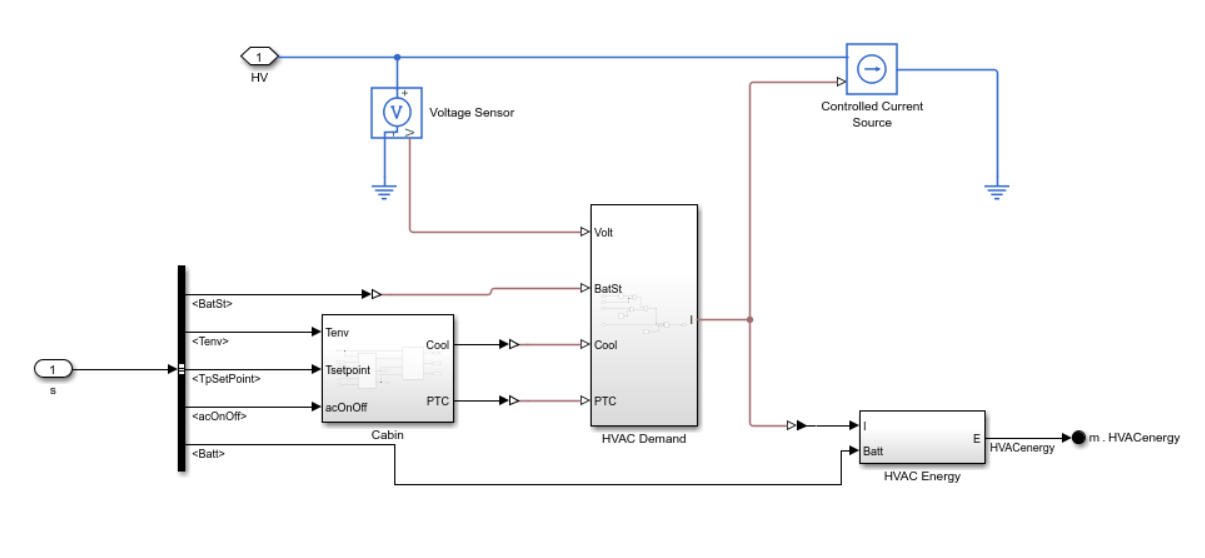 1
HV
V
+
-
V
Voltage Sensor
Controlled Current
Source
Volt
BatSt
Cool
PTC
I
HVAC Demand
1
s
<BatSt>
<Tenv>
<TpSetPoint>
<acOnOff>
<Batt>
Tenv
Tsetpoint
acOnOff
Cool
PTC
Cabin
I
Batt
E
HVAC Energy
HVACenergy
m . HVACenergy